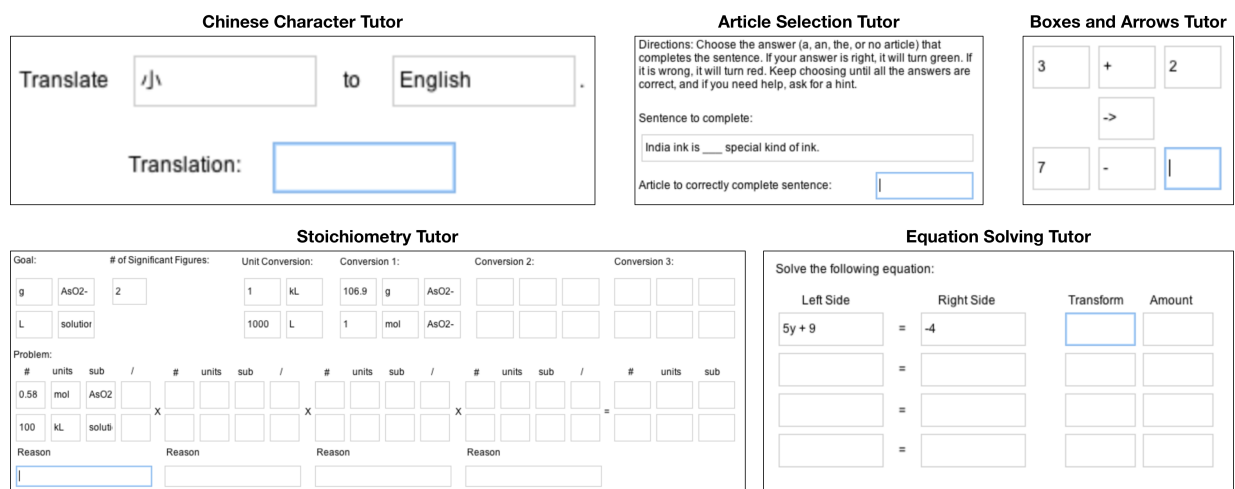 Chinese Character Tutor
Translate 小 to English .
Translation:
Article Selection Tutor
Directions: Choose the answer (a, an, the, or no article) that
completes the sentence. If your answer is right, it will turn green. If
it is wrong, it will turn red. Keep choosing until all the answers are
correct, and if you need help, ask for a hint.
Sentence to complete:
India ink is ___ special kind of ink.
Article to correctly complete sentence:
Boxes and Arrows Tutor
3 + 2
->
7 -
Stoichiometry Tutor
Goal: # of Significant Figures: Unit Conversion: Conversion 1: Conversion 2: Conversion 3:
g AsO2- 2 1 kL 106.9 g AsO2-
L solution 1000 L 1 mol AsO2-
Problem:
# units sub / # units sub / # units sub / # units sub / # units sub
0.58 mol AsO2
X X X =
100 kL soluti
Reason Reason Reason Reason
Equation Solving Tutor
Solve the following equation:
Left Side Right Side Transform Amount
5y + 9 = -4
=
=
=